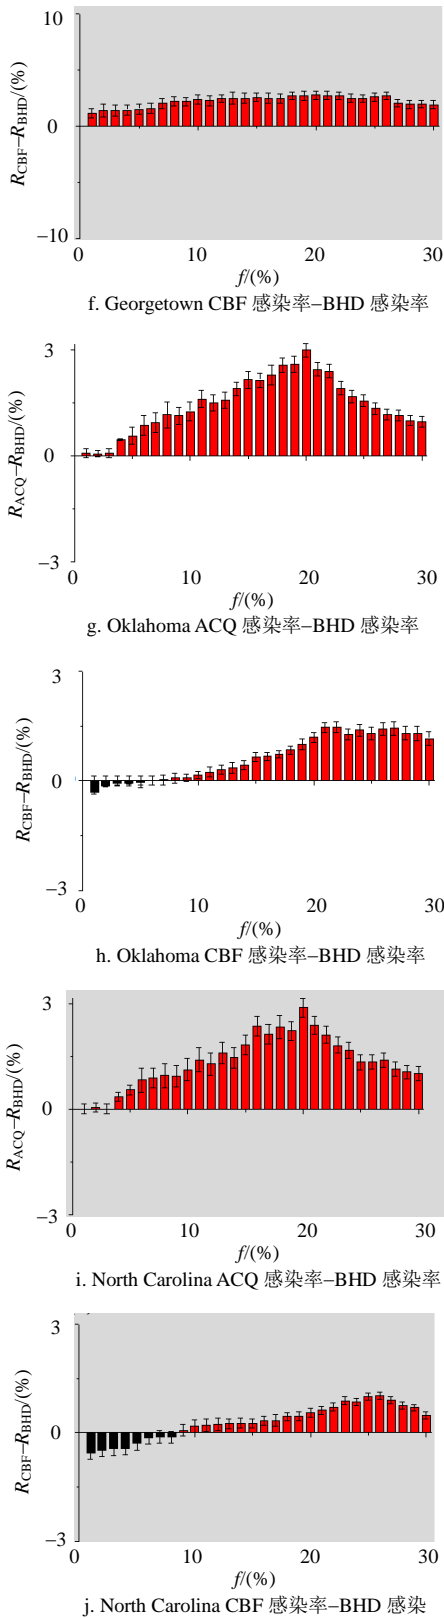 10
R_CBF–R_BHD/(%)
0
–10
0 10 20 30
f/(%)
f. Georgetown CBF 感染率–BHD 感染率
3
R_ACQ–R_BHD/(%)
0
–3
0 10 20 30
f/(%)
g. Oklahoma ACQ 感染率–BHD 感染率
3
R_CBF–R_BHD/(%)
0
–3
0 10 20 30
f/(%)
h. Oklahoma CBF 感染率–BHD 感染率
3
R_ACQ–R_BHD/(%)
0
–3
0 10 20 30
f/(%)
i. North Carolina ACQ 感染率–BHD 感染率
3
R_CBF–R_BHD/(%)
0
–3
0 10 20 30
f/(%)
j. North Carolina CBF 感染率–BHD 感染